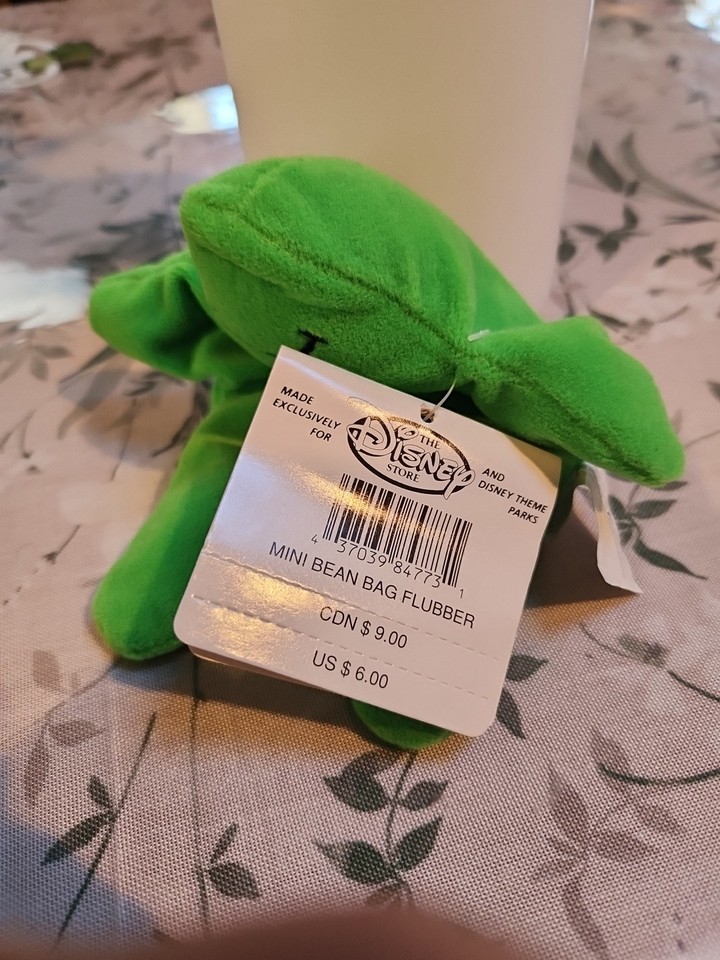 MADE
EXCLUSIVELY
FOR
THE
DISNEY
STORE
AND
DISNEY THEME
PARKS
4 37039 84773 1
MINI BEAN BAG FLUBBER
CDN $ 9.00
US $ 6.00